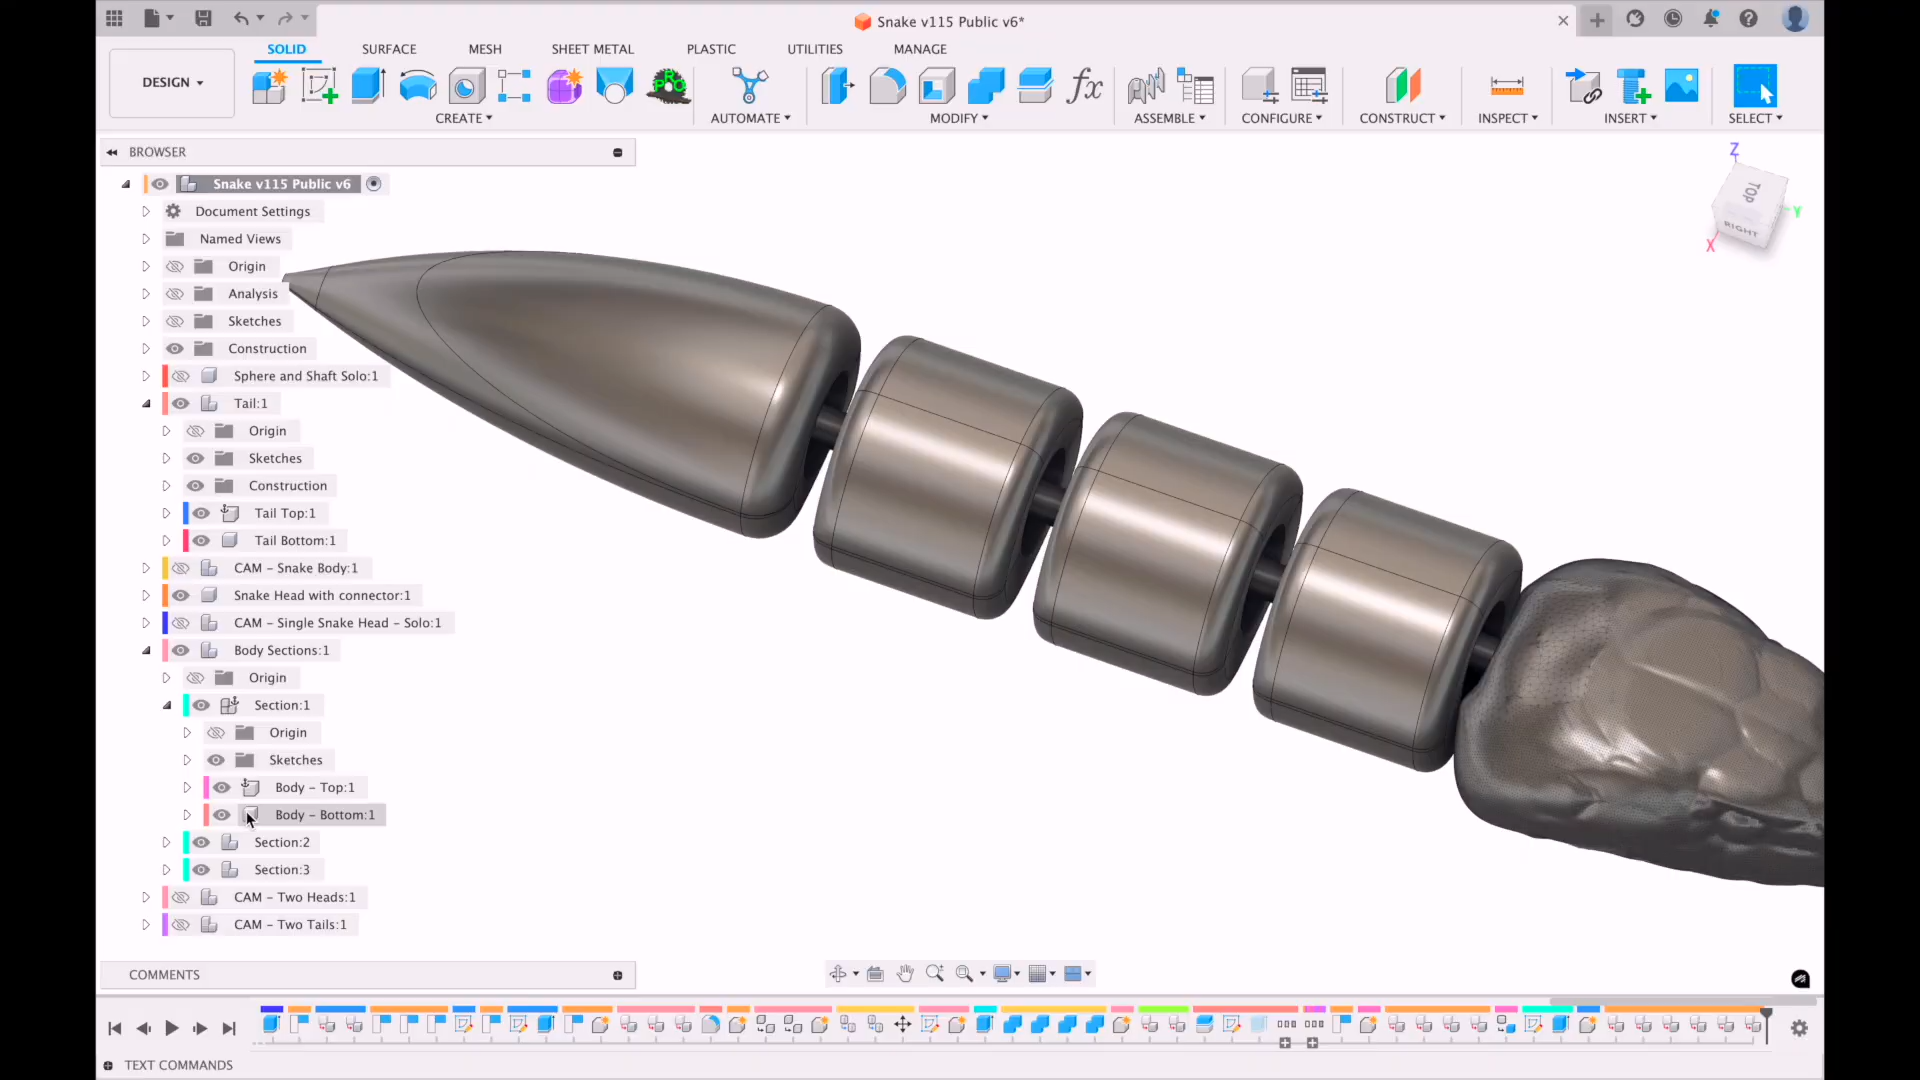 Snake v115 Public v6*
SOLID SURFACE MESH SHEET METAL PLASTIC UTILITIES MANAGE
DESIGN
CREATE AUTOMATE MODIFY ASSEMBLE CONFIGURE CONSTRUCT INSPECT INSERT SELECT
BROWSER
Snake v115 Public v6
Document Settings
Named Views
Origin
Analysis
Sketches
Construction
Sphere and Shaft Solo:1
Tail:1
Origin
Sketches
Construction
Tail Top:1
Tail Bottom:1
CAM - Snake Body:1
Snake Head with connector:1
CAM - Single Snake Head - Solo:1
Body Sections:1
Origin
Section:1
Origin
Sketches
Body - Top:1
Body - Bottom:1
Section:2
Section:3
CAM - Two Heads:1
CAM - Two Tails:1
Z
TOP
Y
RIGHT
X
COMMENTS
TEXT COMMANDS